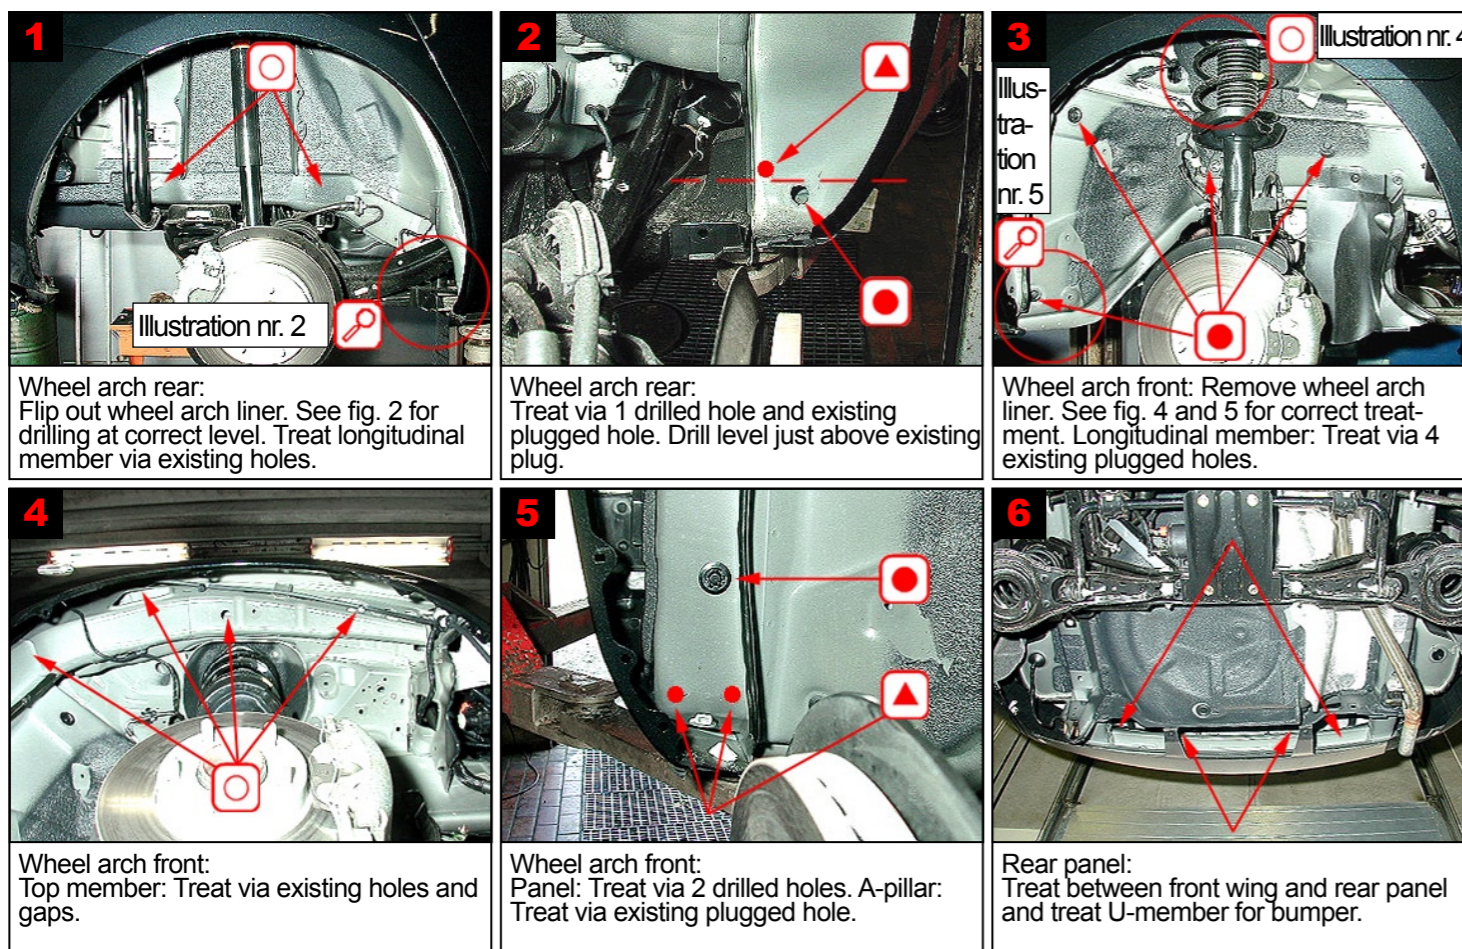 1
Illustration nr. 2
Wheel arch rear:
Flip out wheel arch liner. See fig. 2 for
drilling at correct level. Treat longitudinal
member via existing holes.
2
Wheel arch rear:
Treat via 1 drilled hole and existing
plugged hole. Drill level just above existing
plug.
3
Illustration nr. 4
Illus-
tra-
tion
nr. 5
Wheel arch front: Remove wheel arch
liner. See fig. 4 and 5 for correct treat-
ment. Longitudinal member: Treat via 4
existing plugged holes.
4
Wheel arch front:
Top member: Treat via existing holes and
gaps.
5
Wheel arch front:
Panel: Treat via 2 drilled holes. A-pillar:
Treat via existing plugged hole.
6
Rear panel:
Treat between front wing and rear panel
and treat U-member for bumper.